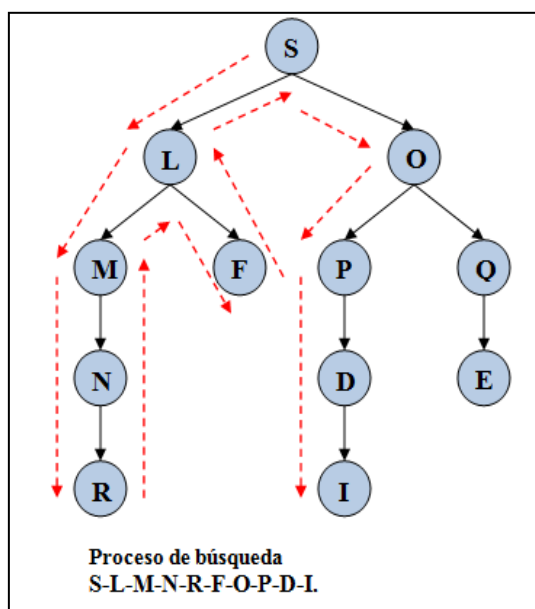 S
L O
M F P Q
N D E
R I
Proceso de búsqueda
S-L-M-N-R-F-O-P-D-I.